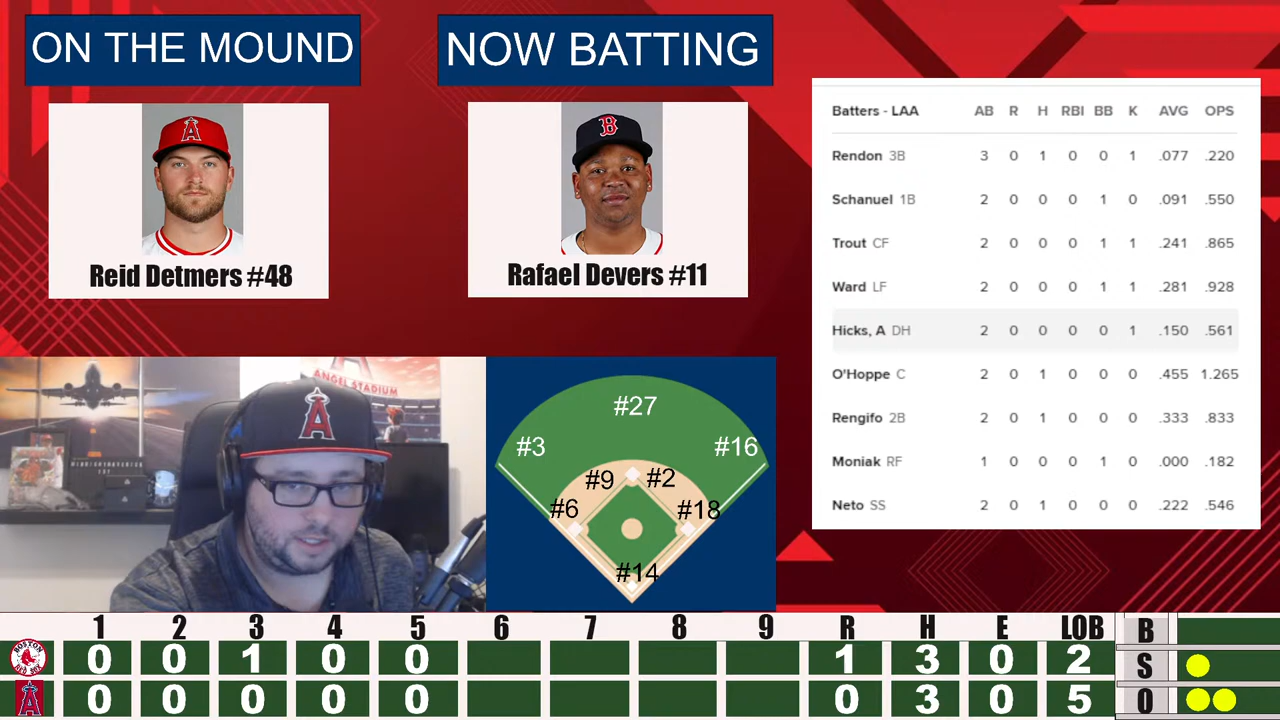 ON THE MOUND
NOW BATTING
Reid Detmers #48
Rafael Devers #11
Batters - LAA AB R H RBI BB K AVG OPS
Rendon 3B 3 0 1 0 0 1 .077 .220
Schanuel 1B 2 0 0 0 1 0 .091 .550
Trout CF 2 0 0 0 1 1 .241 .865
Ward LF 2 0 0 0 1 1 .281 .928
Hicks, A DH 2 0 0 0 0 1 .150 .561
O'Hoppe C 2 0 1 0 0 0 .455 1.265
Rengifo 2B 2 0 1 0 0 0 .333 .833
Moniak RF 1 0 0 0 1 0 .000 .182
Neto SS 2 0 1 0 0 0 .222 .546
ANGEL STADIUM
A
#27
#3 #16
#9 #2
#6 #18
#14
1 2 3 4 5 6 7 8 9 R H E LOB B
BOSTON RED SOX 0 0 1 0 0 1 3 0 2 S
A 0 0 0 0 0 0 3 0 5 O